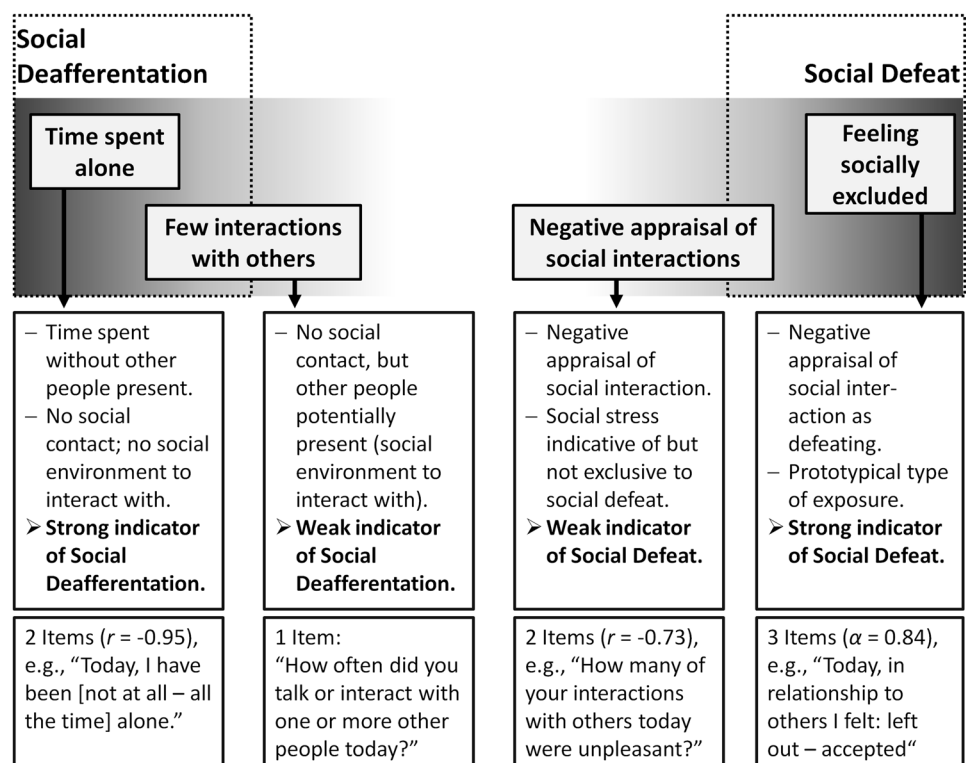 Social
Deafferentation
Social Defeat
Time spent
alone
Feeling
socially
excluded
Few interactions
with others
Negative appraisal of
social interactions
– Time spent
without other
people present.
– No social
contact; no social
environment to
interact with.
➢ Strong indicator
of Social
Deafferentation.
– No social
contact, but
other people
potentially
present (social
environment to
interact with).
➢ Weak indicator
of Social
Deafferentation.
– Negative
appraisal of
social interaction.
– Social stress
indicative of but
not exclusive to
social defeat.
➢ Weak indicator
of Social Defeat.
– Negative
appraisal of
social inter-
action as
defeating.
– Prototypical type
of exposure.
➢ Strong indicator
of Social Defeat.
2 Items (r = -0.95),
e.g., “Today, I have
been [not at all – all
the time] alone.”
1 Item:
“How often did you
talk or interact with
one or more other
people today?”
2 Items (r = -0.73),
e.g., “How many of
your interactions
with others today
were unpleasant?”
3 Items (α = 0.84),
e.g., “Today, in
relationship to
others I felt: left
out – accepted“